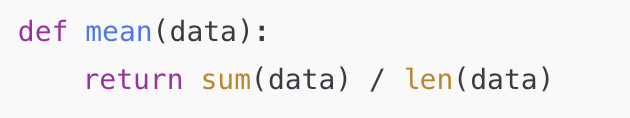 def mean(data):
    return sum(data) / len(data)